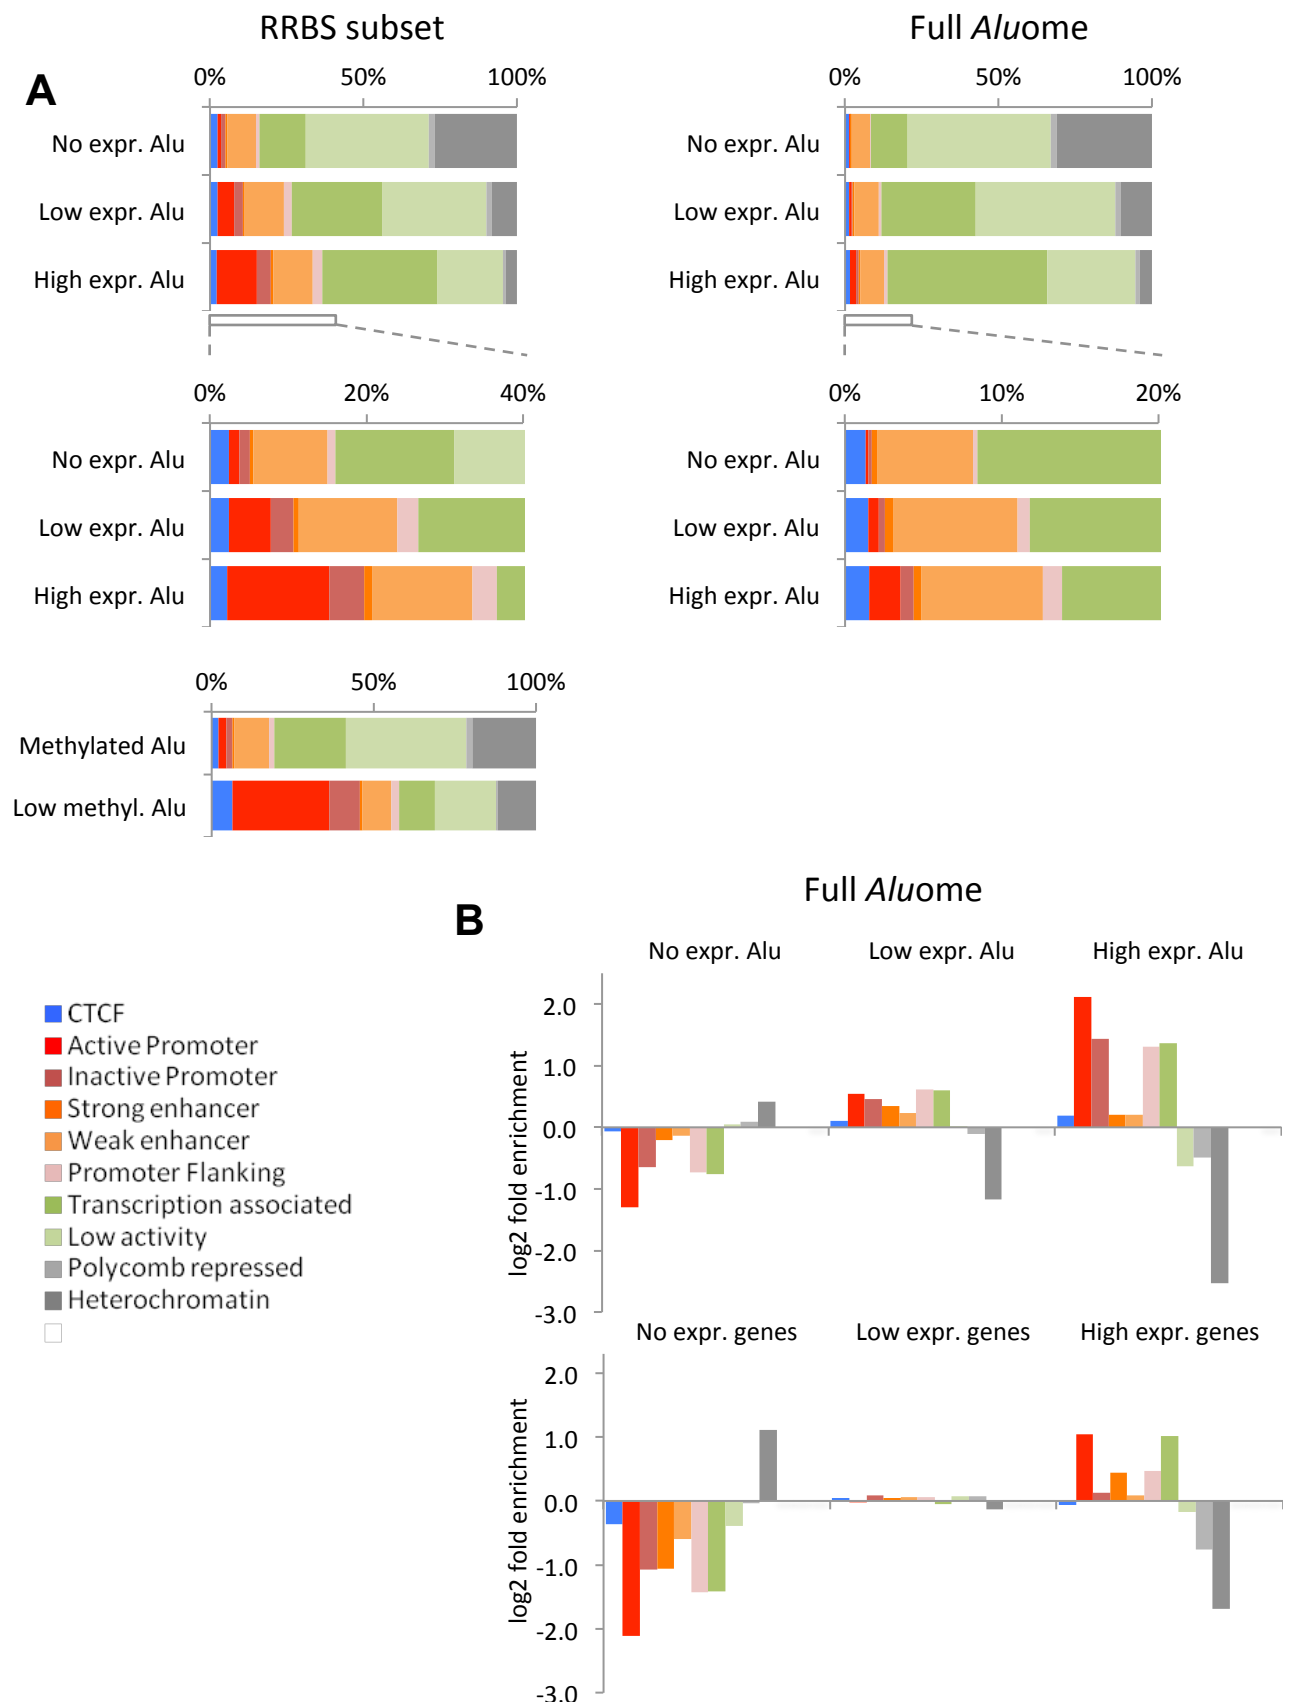 RRBS subset
Full Aluome
A
0% 50% 100%
0% 50% 100%
No expr. Alu
Low expr. Alu
High expr. Alu
No expr. Alu
Low expr. Alu
High expr. Alu
0% 20% 40%
0% 10% 20%
No expr. Alu
Low expr. Alu
High expr. Alu
No expr. Alu
Low expr. Alu
High expr. Alu
0% 50% 100%
Methylated Alu
Low methyl. Alu
Full Aluome
B
No expr. Alu
Low expr. Alu
High expr. Alu
CTCF
Active Promoter
Inactive Promoter
Strong enhancer
Weak enhancer
Promoter Flanking
Transcription associated
Low activity
Polycomb repressed
Heterochromatin
log2 fold enrichment
2.0
1.0
0.0
-1.0
-2.0
-3.0
No expr. genes
Low expr. genes
High expr. genes
log2 fold enrichment
2.0
1.0
0.0
-1.0
-2.0
-3.0